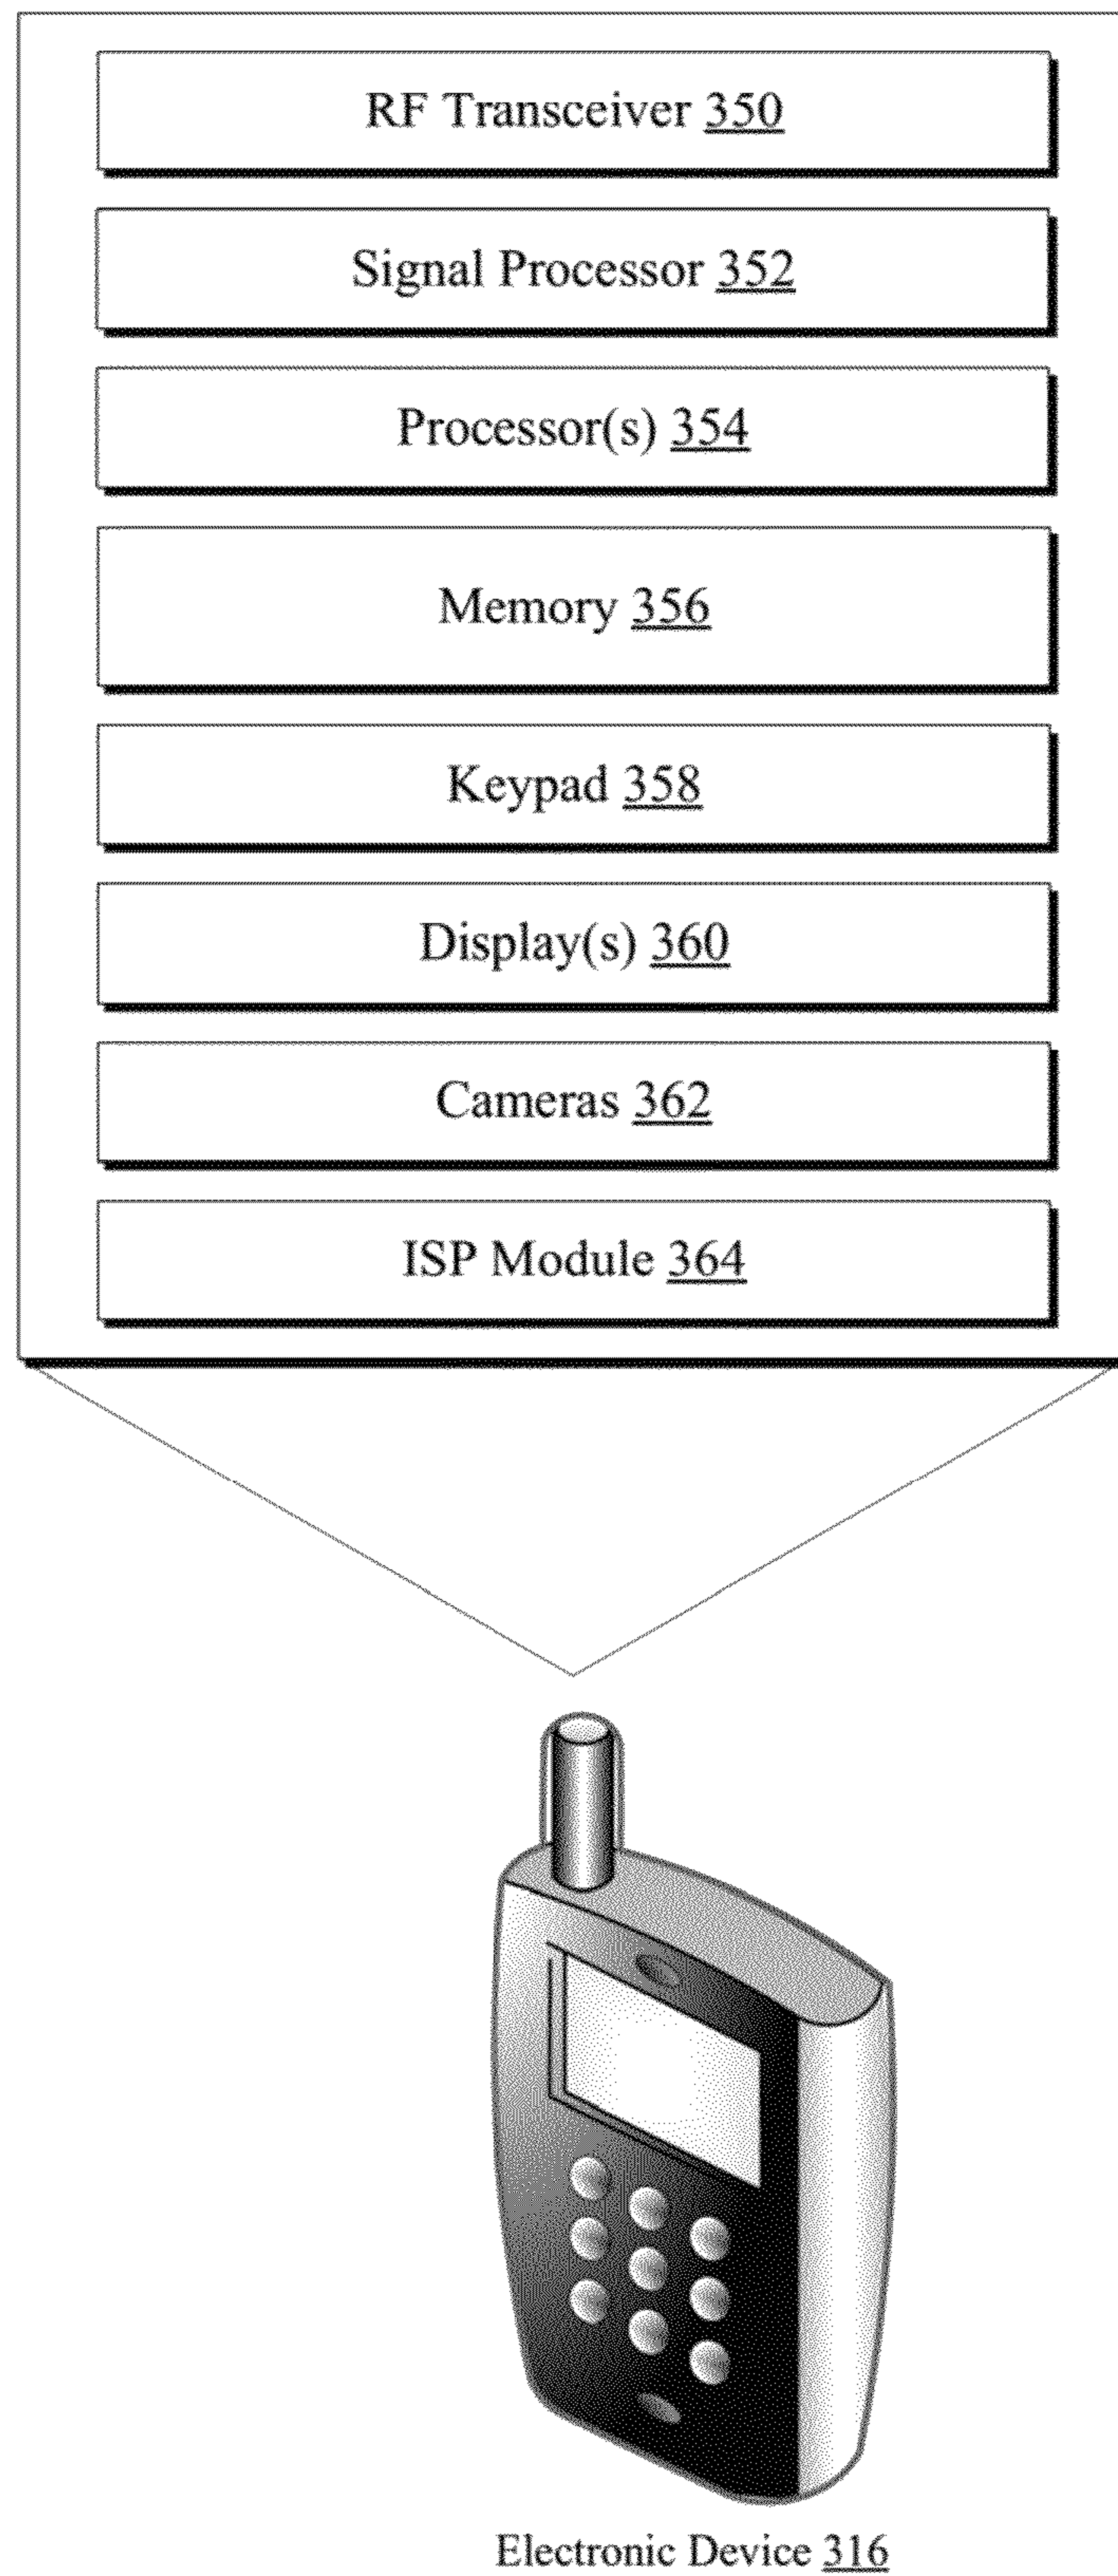 RF Transceiver 350
Signal Processor 352
Processor(s) 354
Memory 356
Keypad 358
Display(s) 360
Cameras 362
ISP Module 364
Electronic Device 316